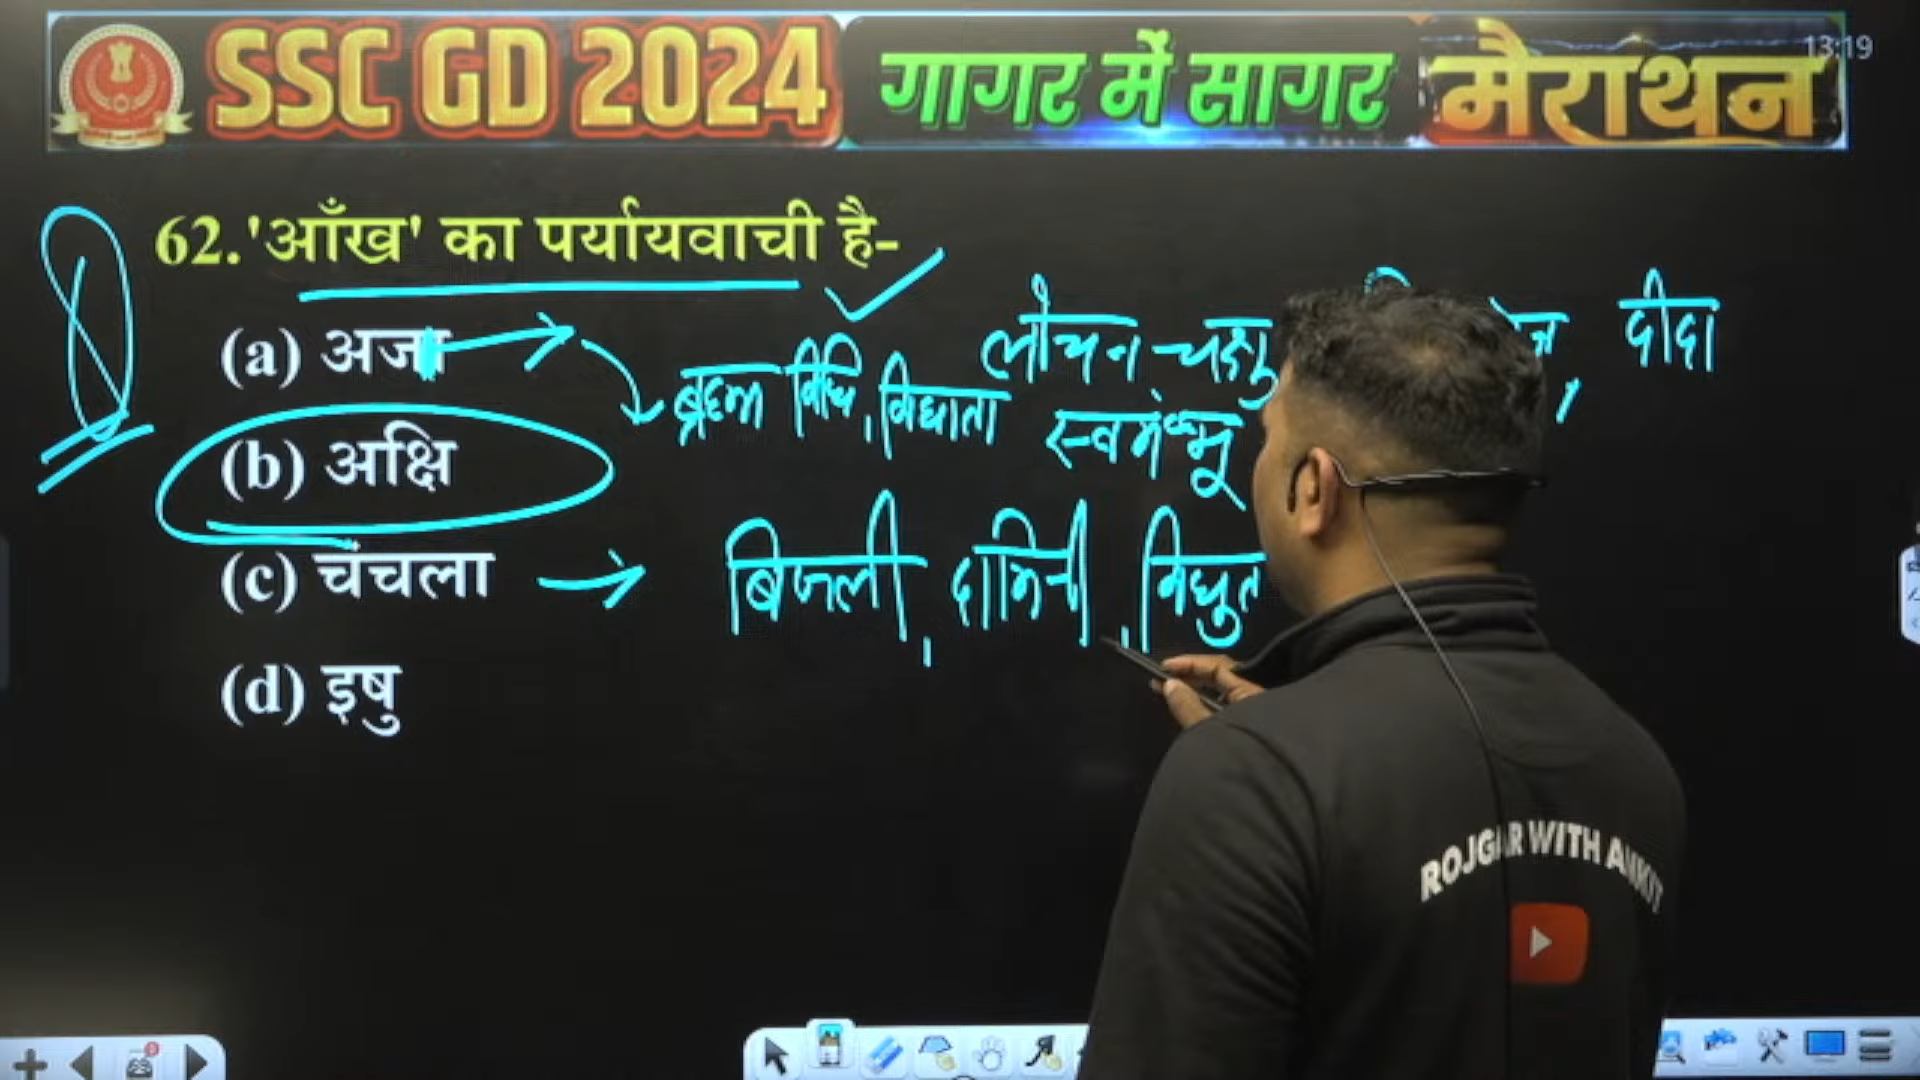 SSC GD 2024 गागर में सागर मैराथन
13:19
62. 'आँख' का पर्यायवाची है-
लोचन चक्षु दीदा
(a) अजा
ब्रह्मा विधि, विधाता
(b) अक्षि
(c) चंचला
बिजली, दामिनी, विद्युत
(d) इषु
ROJGAR WITH ANKIT